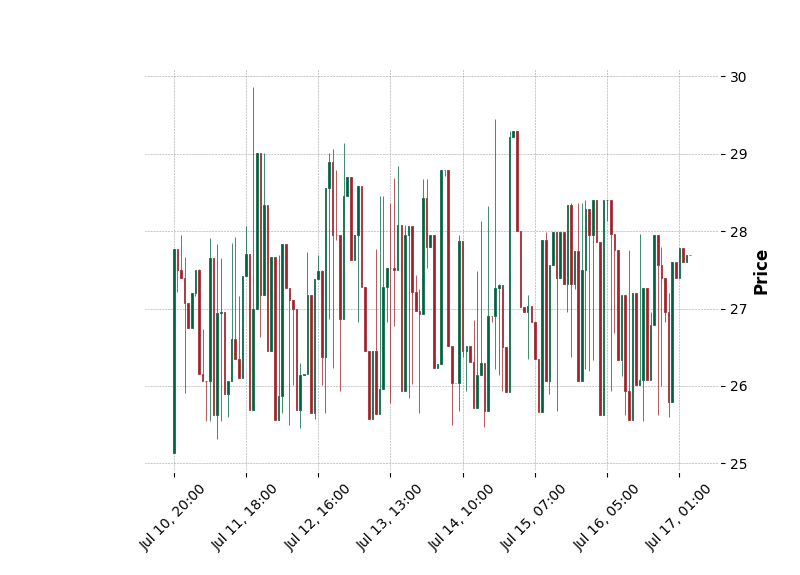 30
29
28
27
26
25
Price
Jul 10, 20:00
Jul 11, 18:00
Jul 12, 16:00
Jul 13, 13:00
Jul 14, 10:00
Jul 15, 07:00
Jul 16, 05:00
Jul 17, 01:00